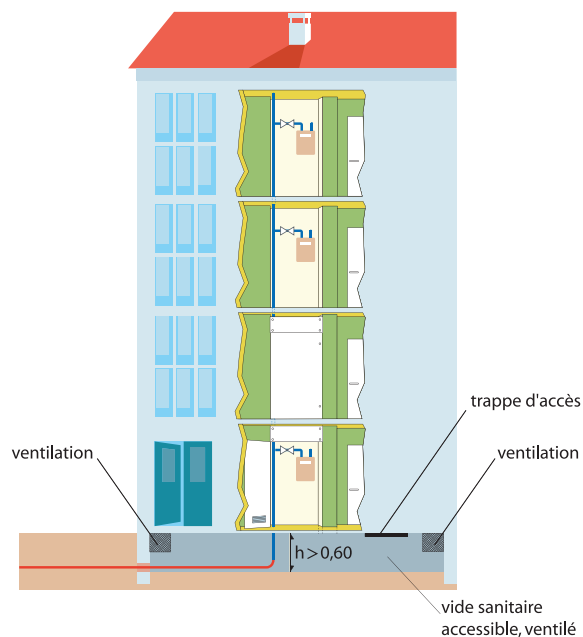 trappe d'accès
ventilation
ventilation
h > 0,60
vide sanitaire
accessible, ventilé